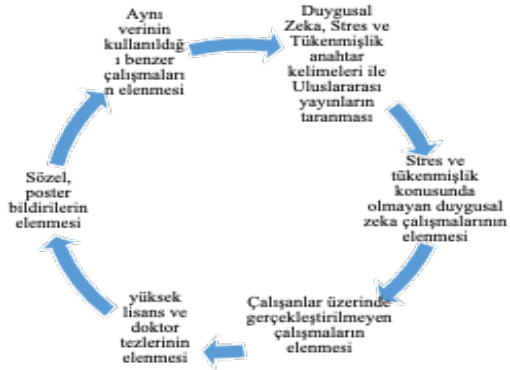 Aynı
verinin
kullanıldığ
ı benzer
çalışmaları
n elenmesi
Duygusal
Zeka, Stres ve
Tükenmişlik
anahtar
kelimeleri ile
Uluslararası
yayınların
taranması
Stres ve
tükenmişlik
konusunda
olmayan duygusal
zeka çalışmalarının
elenmesi
Çalışanlar üzerinde
gerçekleştirilmeyen
çalışmaların
elenmesi
yüksek
lisans ve
doktor
tezlerinin
elenmesi
Sözel,
poster
bildirilerin
elenmesi